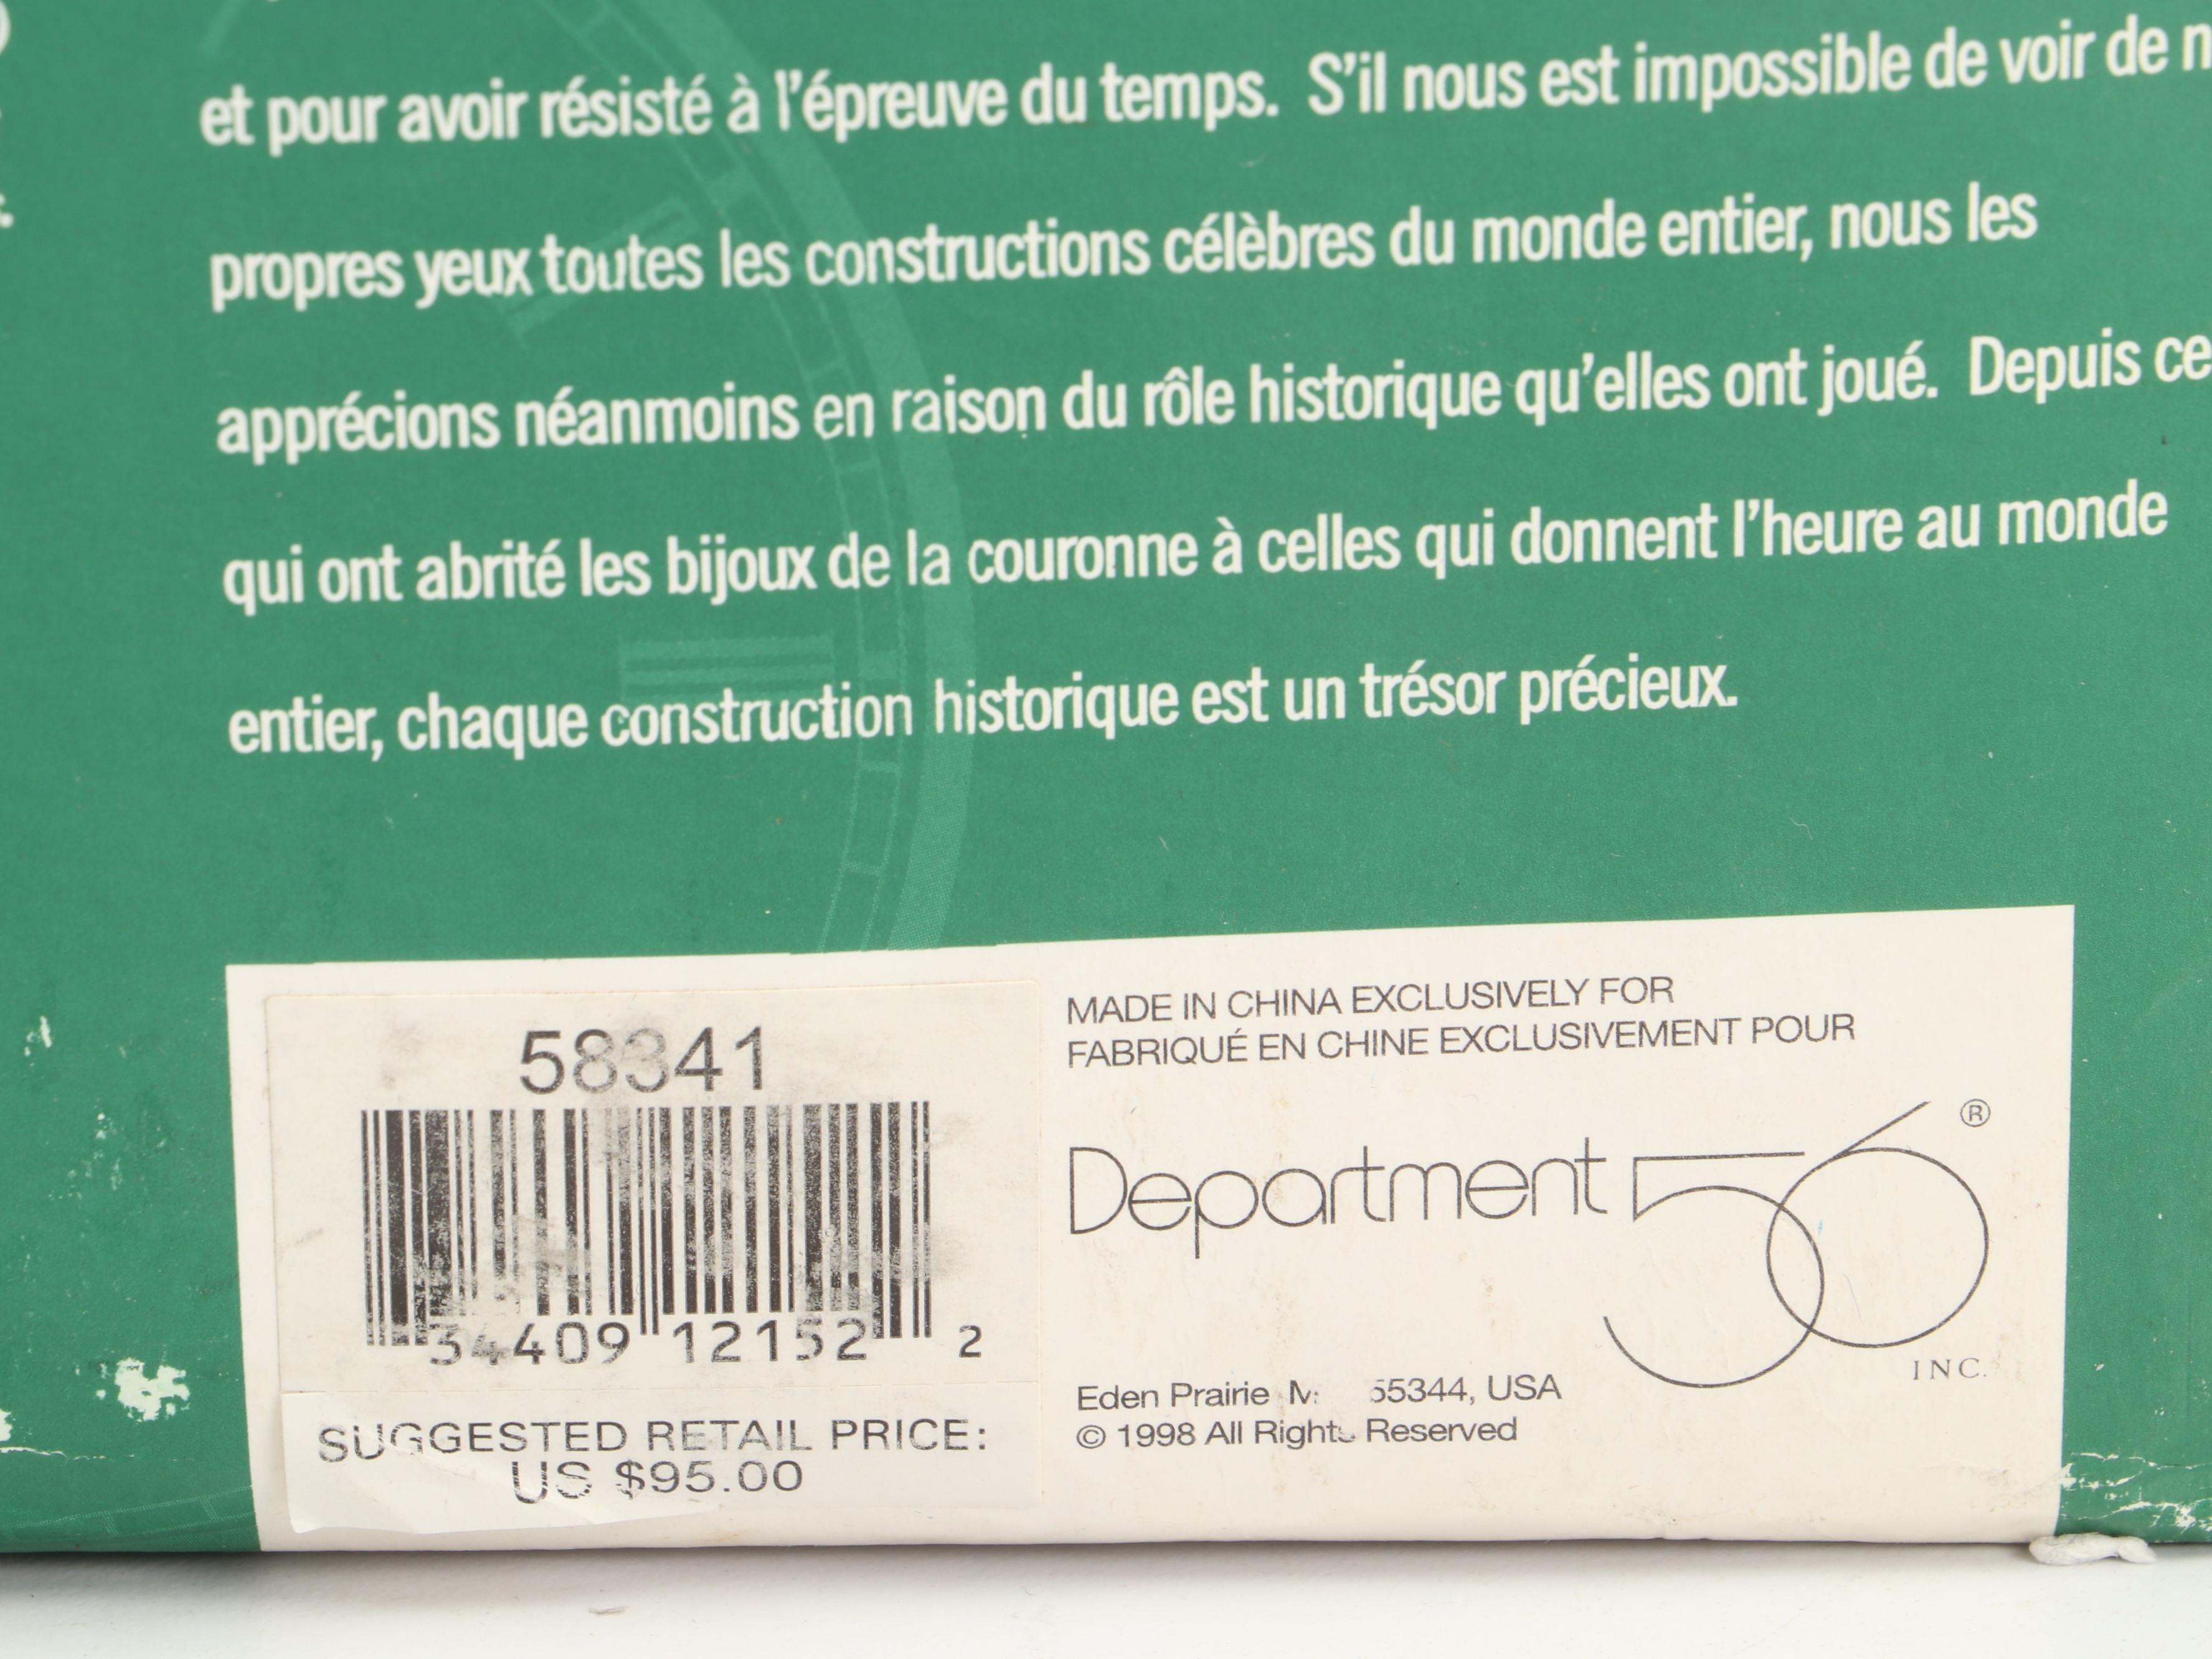 et pour avoir résisté à l'épreuve du temps. S'il nous est impossible de voir de
propres yeux toutes les constructions célèbres du monde entier, nous les
apprécions néanmoins en raison du rôle historique qu'elles ont joué. Depuis
qui ont abrité les bijoux de la couronne à celles qui donnent l'heure au monde
entier, chaque construction historique est un trésor précieux.
58341
34409 12152 2
SUGGESTED RETAIL PRICE:
US $95.00
MADE IN CHINA EXCLUSIVELY FOR
FABRIQUÉ EN CHINE EXCLUSIVEMENT POUR
Department 56 ®
INC.
Eden Prairie 55344, USA
© 1998 All Rights Reserved